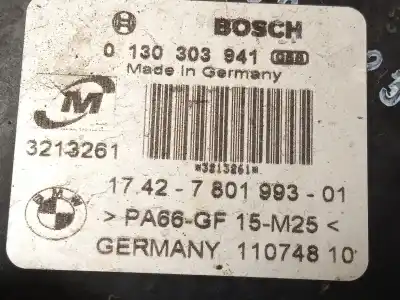 BOSCH
0 130 303 941
Made in Germany
M
3213261
*3213261*
BMW
17.42-7 801 993-01
>PA66-GF 15-M25<
GERMANY 110748 10